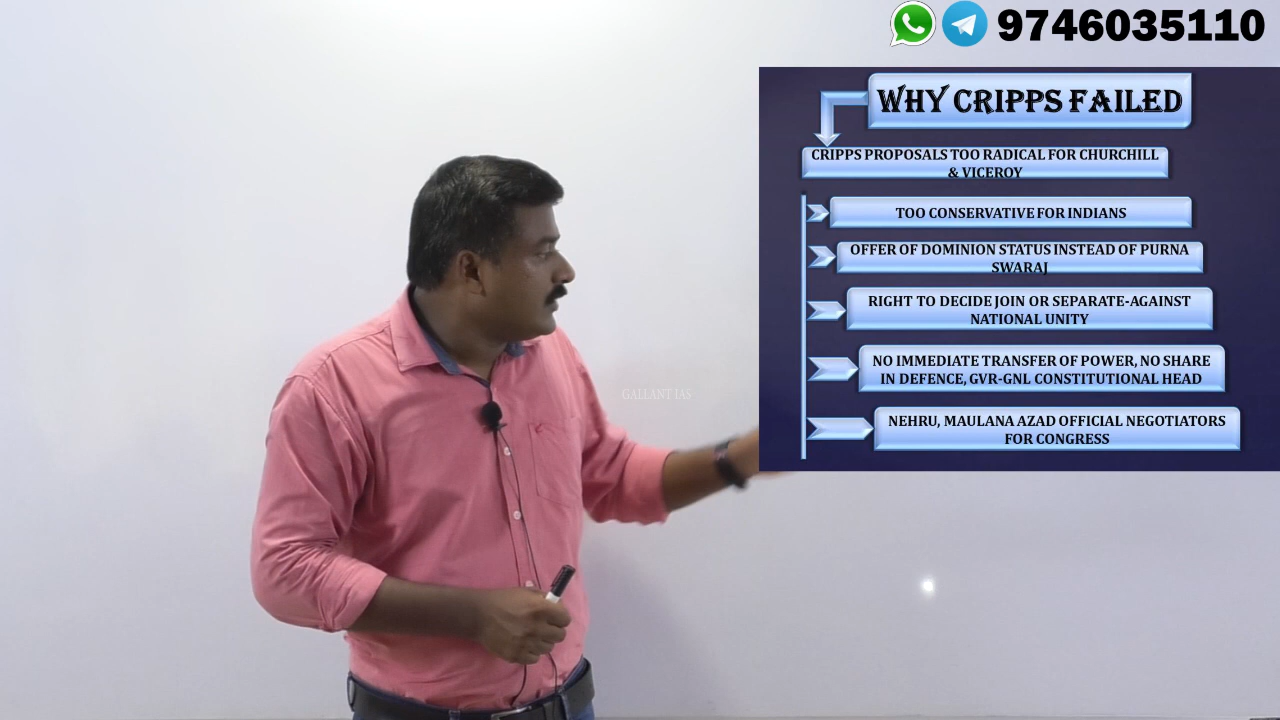 9746035110
WHY CRIPPS FAILED
CRIPPS PROPOSALS TOO RADICAL FOR CHURCHILL
& VICEROY
TOO CONSERVATIVE FOR INDIANS
OFFER OF DOMINION STATUS INSTEAD OF PURNA
SWARAJ
RIGHT TO DECIDE JOIN OR SEPARATE-AGAINST
NATIONAL UNITY
NO IMMEDIATE TRANSFER OF POWER, NO SHARE
IN DEFENCE, GVR-GNL CONSTITUTIONAL HEAD
NEHRU, MAULANA AZAD OFFICIAL NEGOTIATORS
FOR CONGRESS
GALLANT IAS